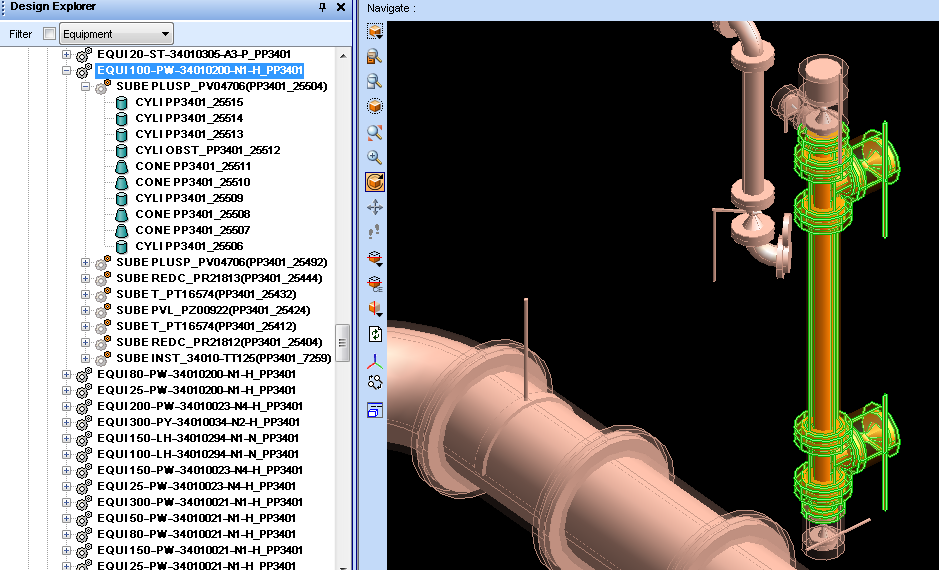 Design Explorer
Navigate :
Filter Equipment
EQUI 20-ST-34010305-A3-P_PP3401
EQUI 100-PW-34010200-N1-H_PP3401
SUBE PLUSP_PV04706(PP3401_25504)
CYLI PP3401_25515
CYLI PP3401_25514
CYLI PP3401_25513
CYLI OBST_PP3401_25512
CONE PP3401_25511
CONE PP3401_25510
CYLI PP3401_25509
CONE PP3401_25508
CONE PP3401_25507
CYLI PP3401_25506
SUBE PLUSP_PV04706(PP3401_25492)
SUBE REDC_PR21813(PP3401_25444)
SUBE T_PT16574(PP3401_25432)
SUBE PVL_PZ00922(PP3401_25424)
SUBE T_PT16574(PP3401_25412)
SUBE REDC_PR21812(PP3401_25404)
SUBE INST_34010-TT125(PP3401_7259)
EQUI 80-PW-34010200-N1-H_PP3401
EQUI 25-PW-34010200-N1-H_PP3401
EQUI 200-PW-34010023-N4-H_PP3401
EQUI 300-PY-34010034-N2-H_PP3401
EQUI 150-LH-34010294-N1-N_PP3401
EQUI 100-LH-34010294-N1-N_PP3401
EQUI 150-PW-34010023-N4-H_PP3401
EQUI 25-PW-34010023-N4-H_PP3401
EQUI 300-PW-34010021-N1-H_PP3401
EQUI 50-PW-34010021-N1-H_PP3401
EQUI 80-PW-34010021-N1-H_PP3401
EQUI 150-PW-34010021-N1-H_PP3401
EQUI 25-PW-34010021-N1-H_PP3401